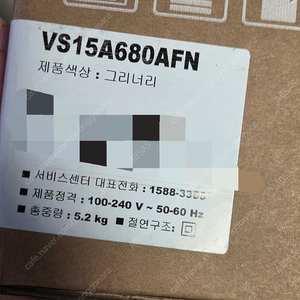 VS15A680AFN
제품색상 : 그리너리
■ 서비스센터 대표전화 : 1588-3366
■ 제품정격 : 100-240 V ~ 50-60 Hz
■ 총중량 : 5.2 kg ■ 절연구조 :